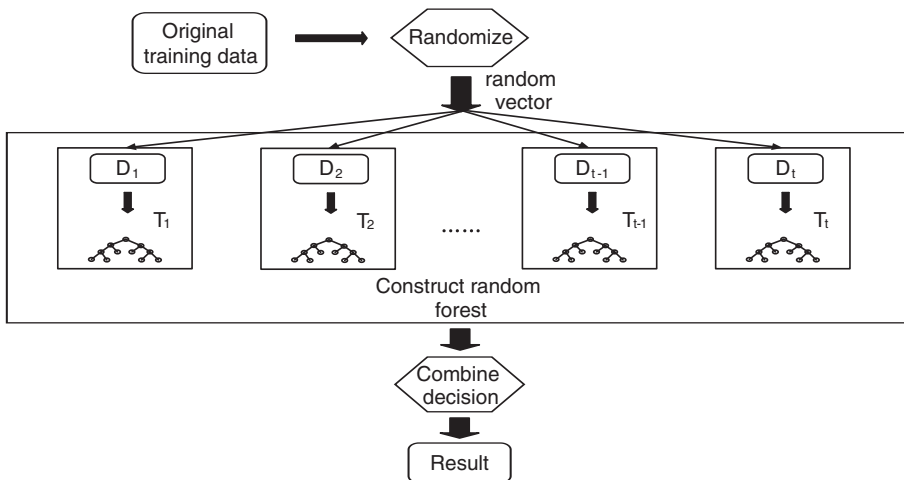 Original
training data
Randomize
random
vector
D₁
D₂
Dₜ₋₁
Dₜ
T₁
T₂
......
Tₜ₋₁
Tₜ
Construct random
forest
Combine
decision
Result